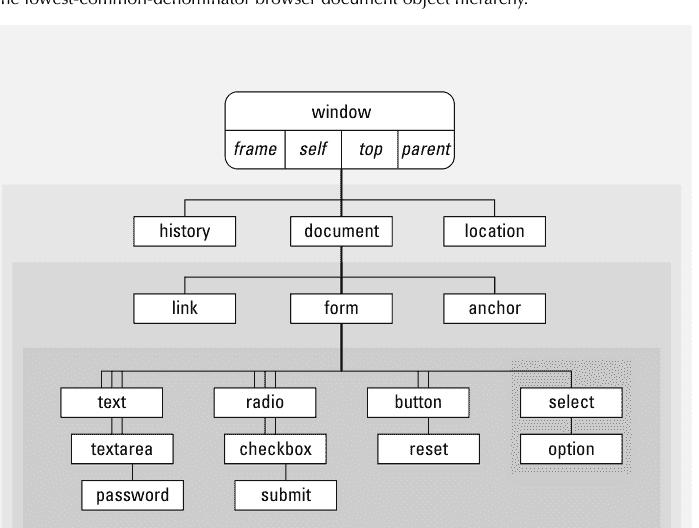 he lowest-common-denominator browser document object hierarchy.
window
frame self top parent
history document location
link form anchor
text radio button select
textarea checkbox reset option
password submit